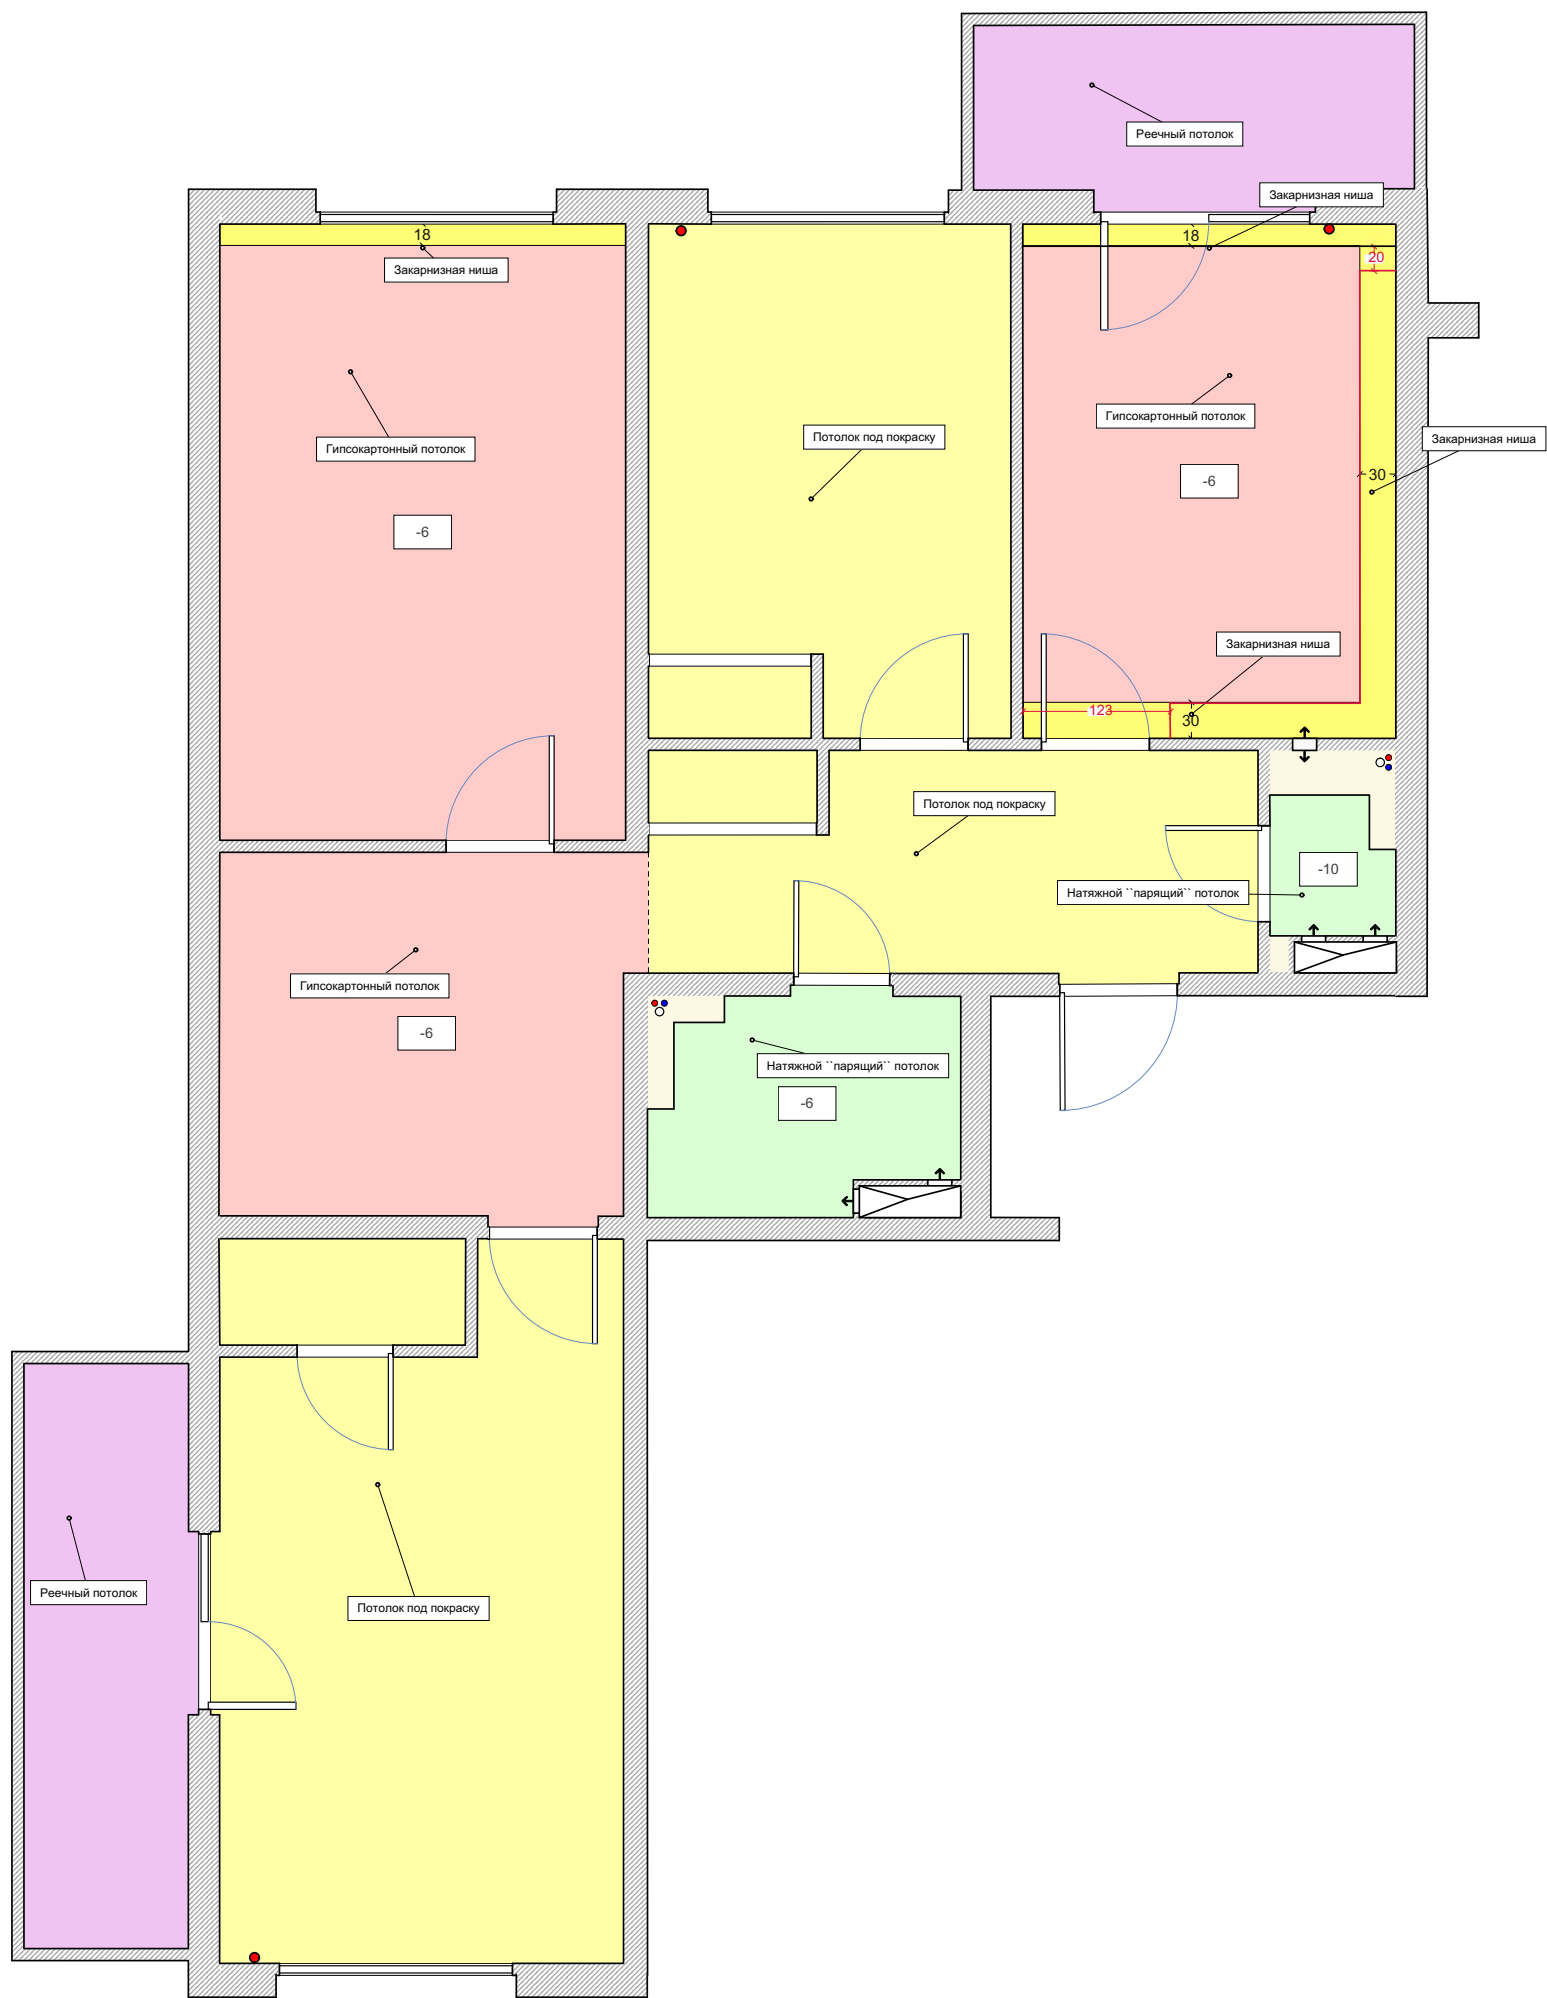 Реечный потолок
Закарнизная ниша
18
18
20
Закарнизная ниша
Гипсокартонный потолок
Потолок под покраску
Закарнизная ниша
Гипсокартонный потолок
30
-6
-6
Закарнизная ниша
123
30
Потолок под покраску
-10
Натяжной ``парящий`` потолок
Гипсокартонный потолок
-6
Натяжной ``парящий`` потолок
-6
Реечный потолок
Потолок под покраску